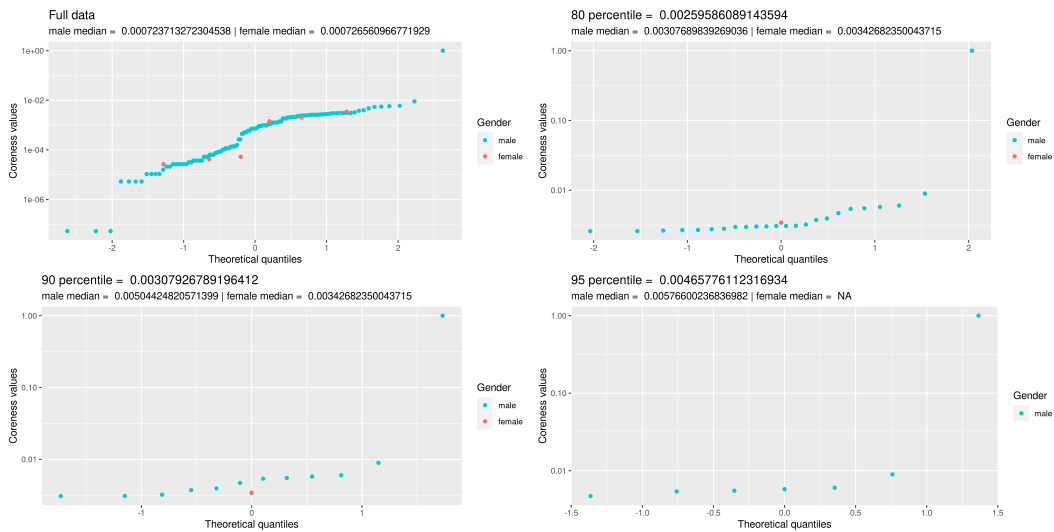 Full data
male median = 0.000723713272304538 | female median = 0.000726560966771929
1e+00
1e-02
1e-04
1e-06
Coreness values
-2
-1
0
1
2
Theoretical quantiles
Gender
male
female
80 percentile = 0.00259586089143594
male median = 0.00307689839269036 | female median = 0.00342682350043715
1.00
0.10
0.01
Coreness values
-2
-1
0
1
2
Theoretical quantiles
Gender
male
female
90 percentile = 0.00307926789196412
male median = 0.00504424820571399 | female median = 0.00342682350043715
1.00
0.10
0.01
Coreness values
-1
0
1
Theoretical quantiles
Gender
male
female
95 percentile = 0.00465776112316934
male median = 0.00576600236836982 | female median = NA
1.00
0.10
0.01
Coreness values
-1.5
-1.0
-0.5
0.0
0.5
1.0
1.5
Theoretical quantiles
Gender
male